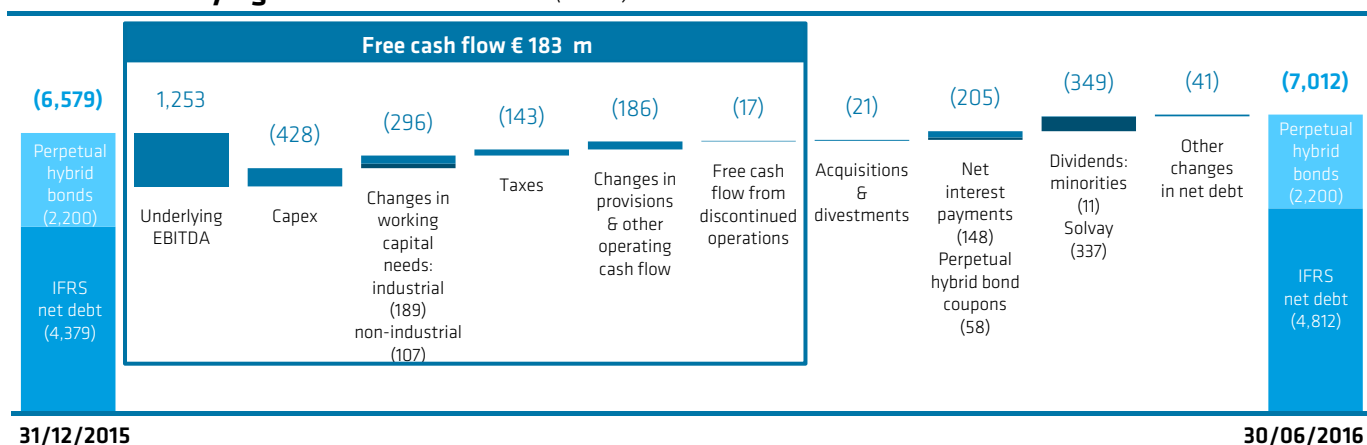 Free cash flow € 183 m
(6,579)
Perpetual
hybrid
bonds
(2,200)
IFRS
net debt
(4,379)
1,253
Underlying
EBITDA
(428)
Capex
(296)
Changes in
working
capital
needs:
industrial
(189)
non-industrial
(107)
(143)
Taxes
(186)
Changes in
provisions
& other
operating
cash flow
(17)
Free cash
flow from
discontinued
operations
(21)
Acquisitions
&
divestments
(205)
Net
interest
payments
(148)
Perpetual
hybrid bond
coupons
(58)
(349)
Dividends:
minorities
(11)
Solvay
(337)
(41)
Other
changes
in net debt
(7,012)
Perpetual
hybrid
bonds
(2,200)
IFRS
net debt
(4,812)
31/12/2015
30/06/2016